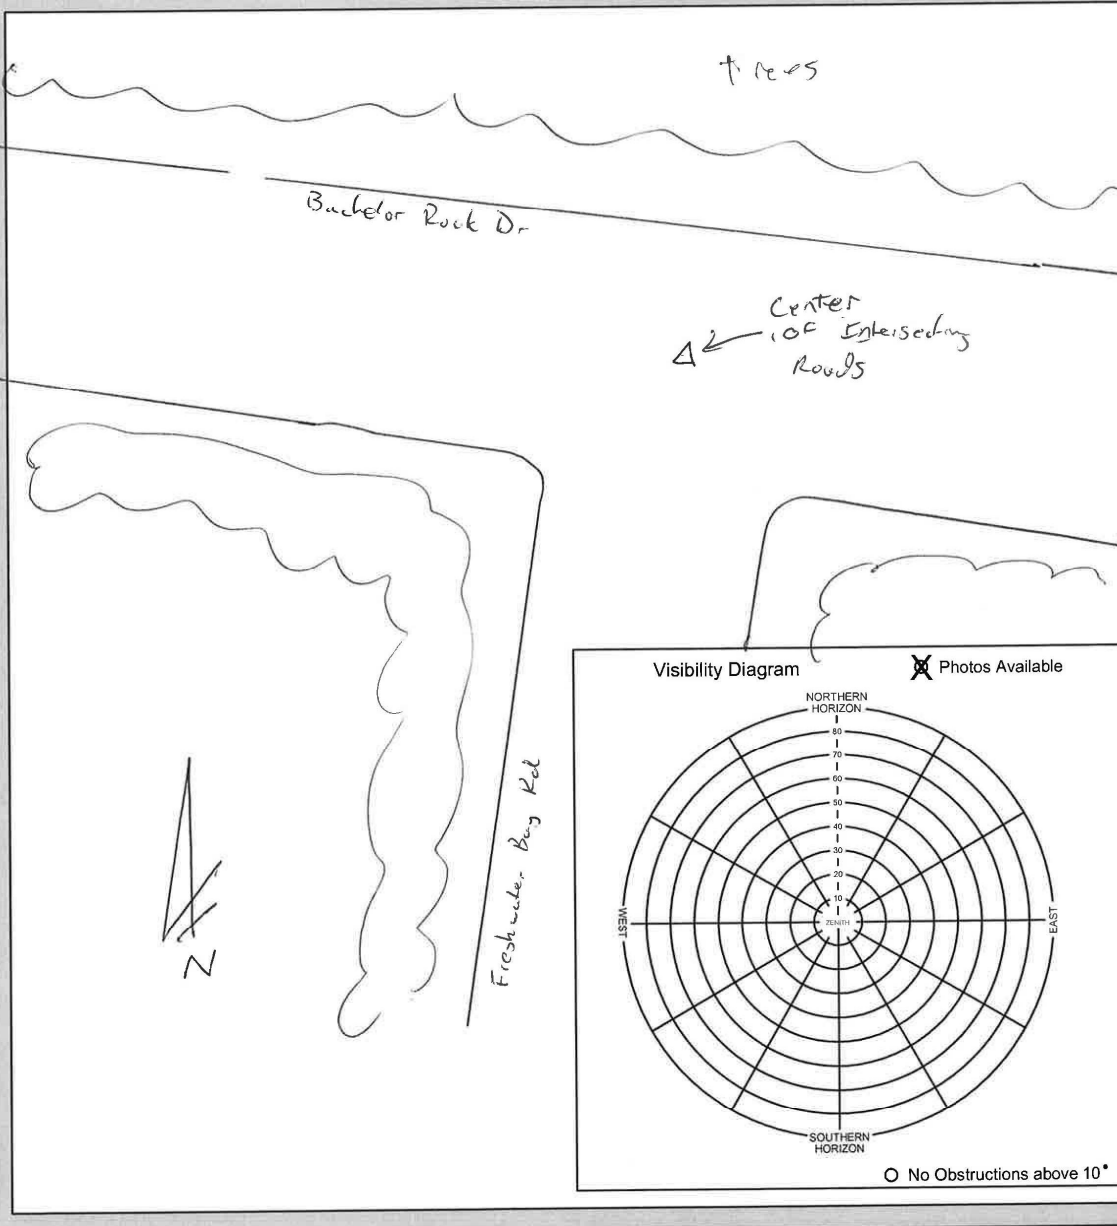 trees
Bachelor Rock Dr
Center
of Intersecting
Roads
Freshwater Bay Rd
N
Visibility Diagram
Photos Available
NORTHERN
HORIZON
80
70
60
50
40
30
20
10
ZENITH
WEST
EAST
SOUTHERN
HORIZON
No Obstructions above 10°